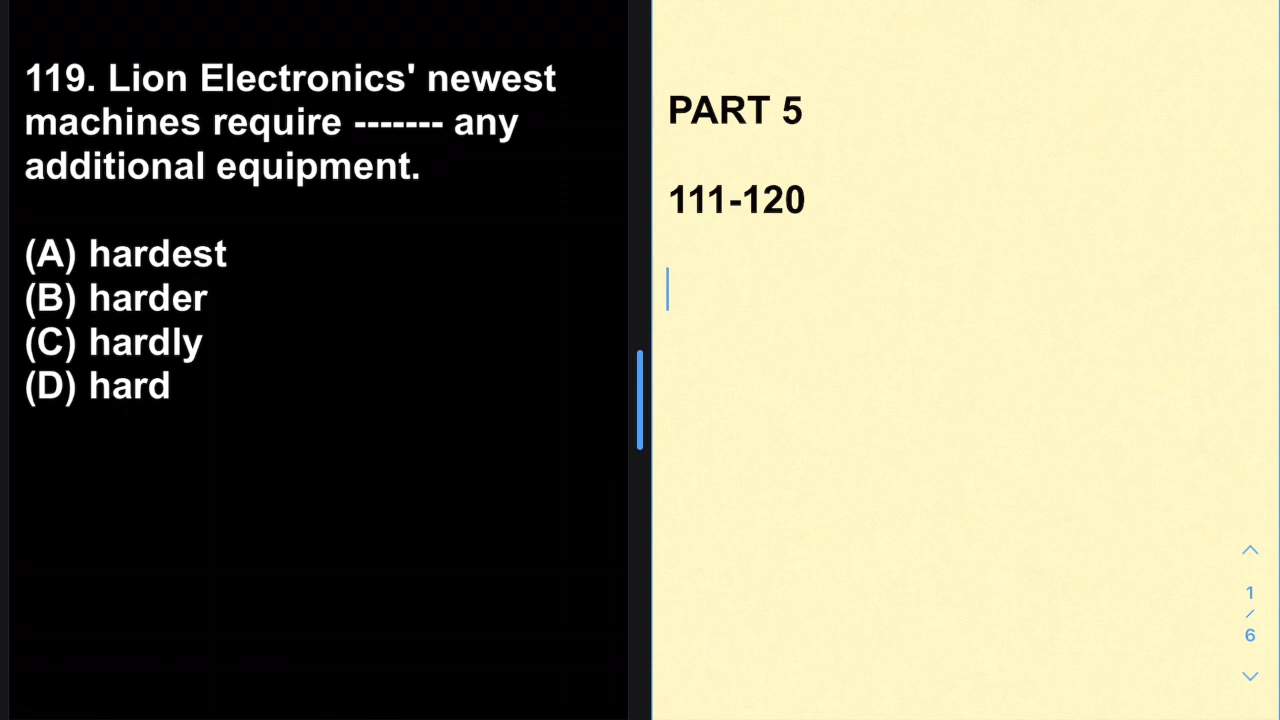 119. Lion Electronics' newest
machines require ------- any
additional equipment.
(A) hardest
(B) harder
(C) hardly
(D) hard
PART 5
111-120
1
/
6